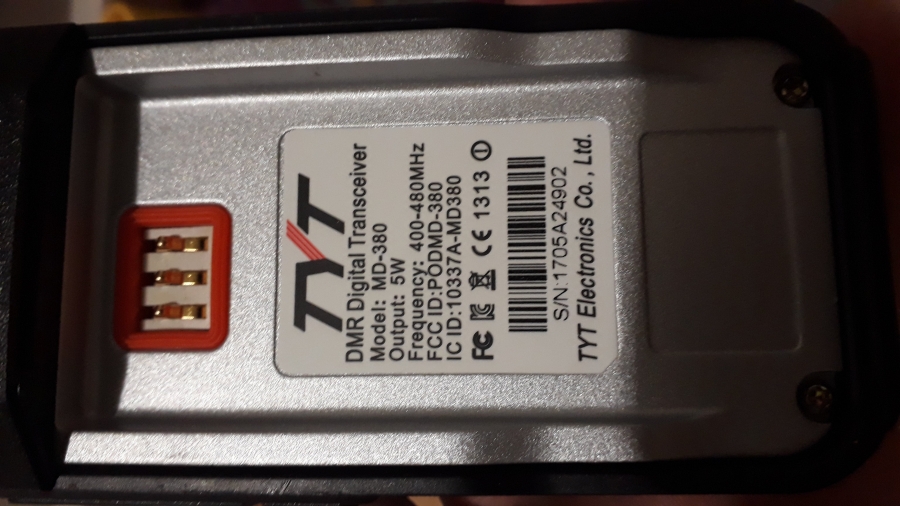 TYT
DMR Digital Transceiver
Model: MD-380
Output: 5W
Frequency: 400-480MHz
FCC ID:PODMD-380
IC ID:10337A-MD380
FC CE 1313
S/N:1705A24902
TYT Electronics Co., Ltd.